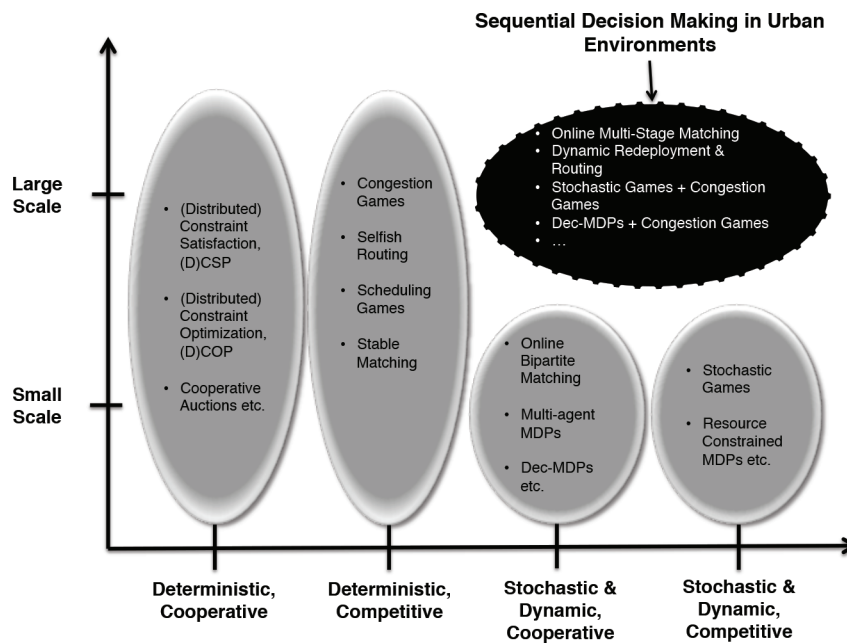 Sequential Decision Making in Urban
Environments
• Online Multi-Stage Matching
• Dynamic Redeployment &
Routing
• Stochastic Games + Congestion
Games
• Dec-MDPs + Congestion Games
• …
Large
Scale
Small
Scale
• (Distributed)
Constraint
Satisfaction,
(D)CSP
• (Distributed)
Constraint
Optimization,
(D)COP
• Cooperative
Auctions etc.
• Congestion
Games
• Selfish
Routing
• Scheduling
Games
• Stable
Matching
• Online
Bipartite
Matching
• Multi-agent
MDPs
• Dec-MDPs
etc.
• Stochastic
Games
• Resource
Constrained
MDPs etc.
Deterministic,
Cooperative
Deterministic,
Competitive
Stochastic &
Dynamic,
Cooperative
Stochastic &
Dynamic,
Competitive